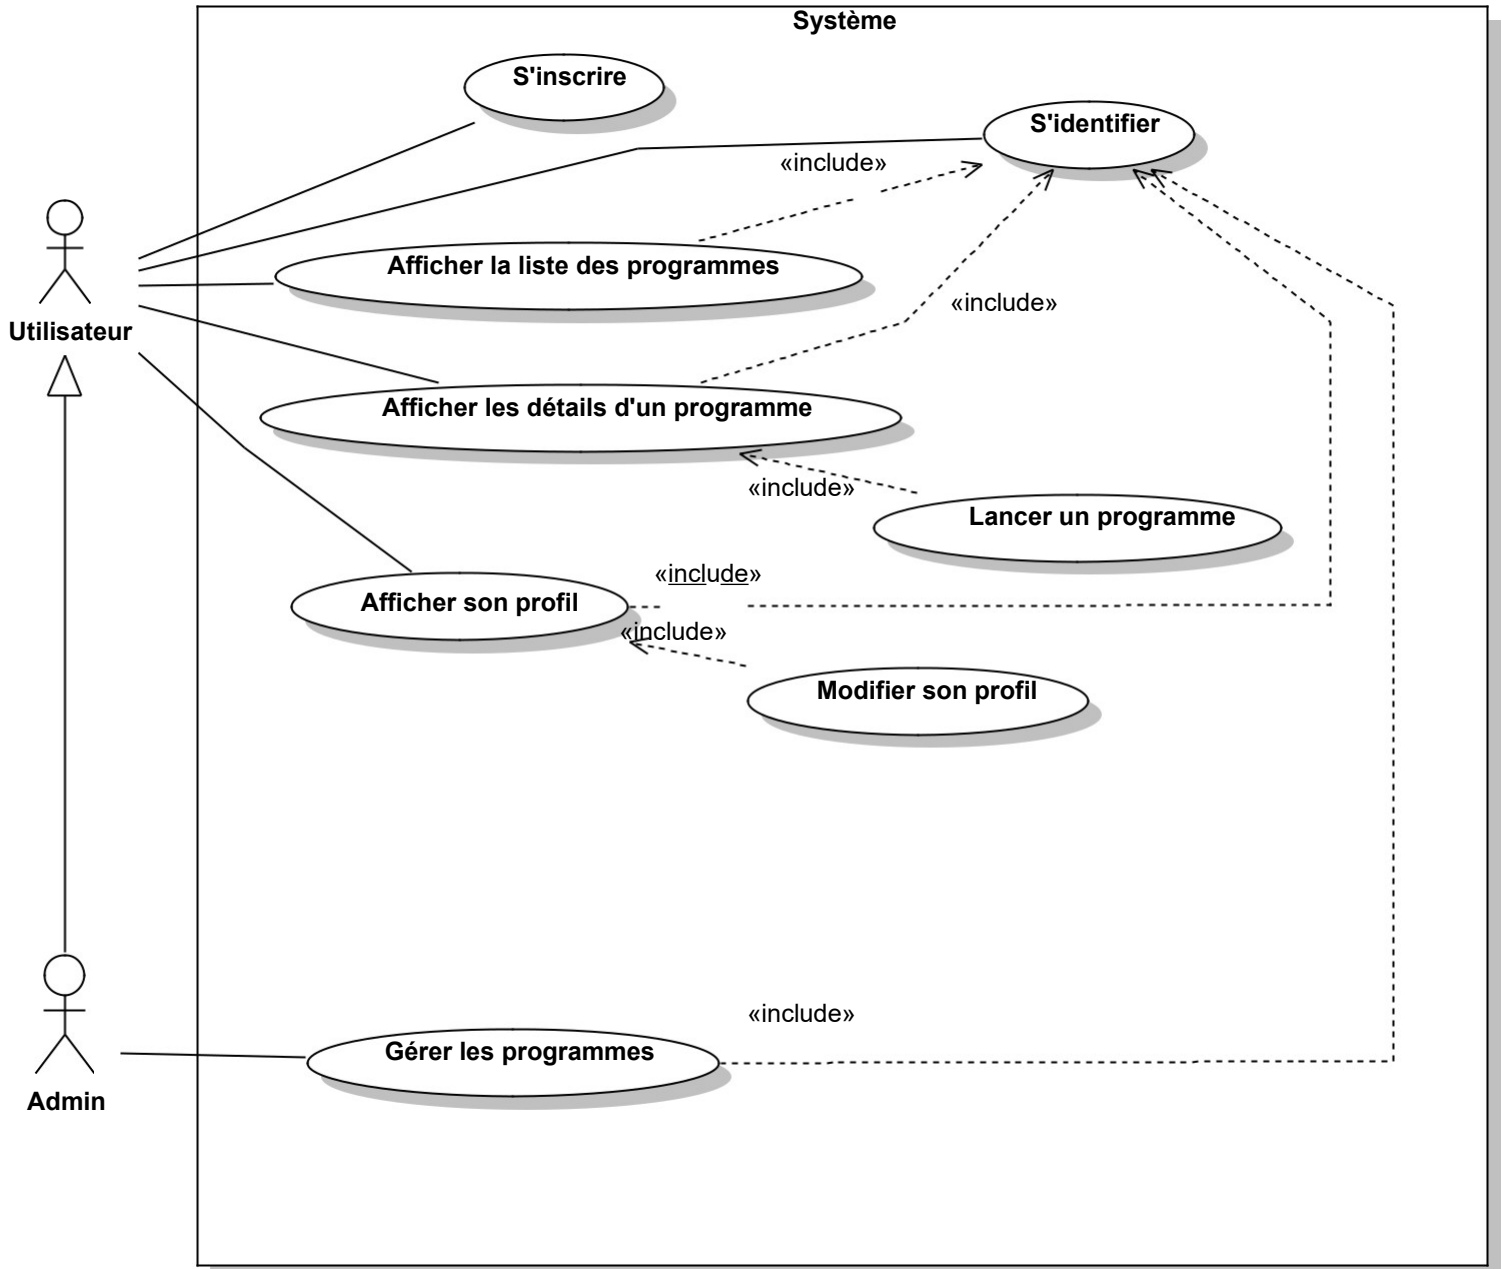 Système
S'inscrire
S'identifier
«include»
Afficher la liste des programmes
«include»
Utilisateur
Afficher les détails d'un programme
«include»
Lancer un programme
«include»
Afficher son profil
«include»
Modifier son profil
«include»
Gérer les programmes
Admin